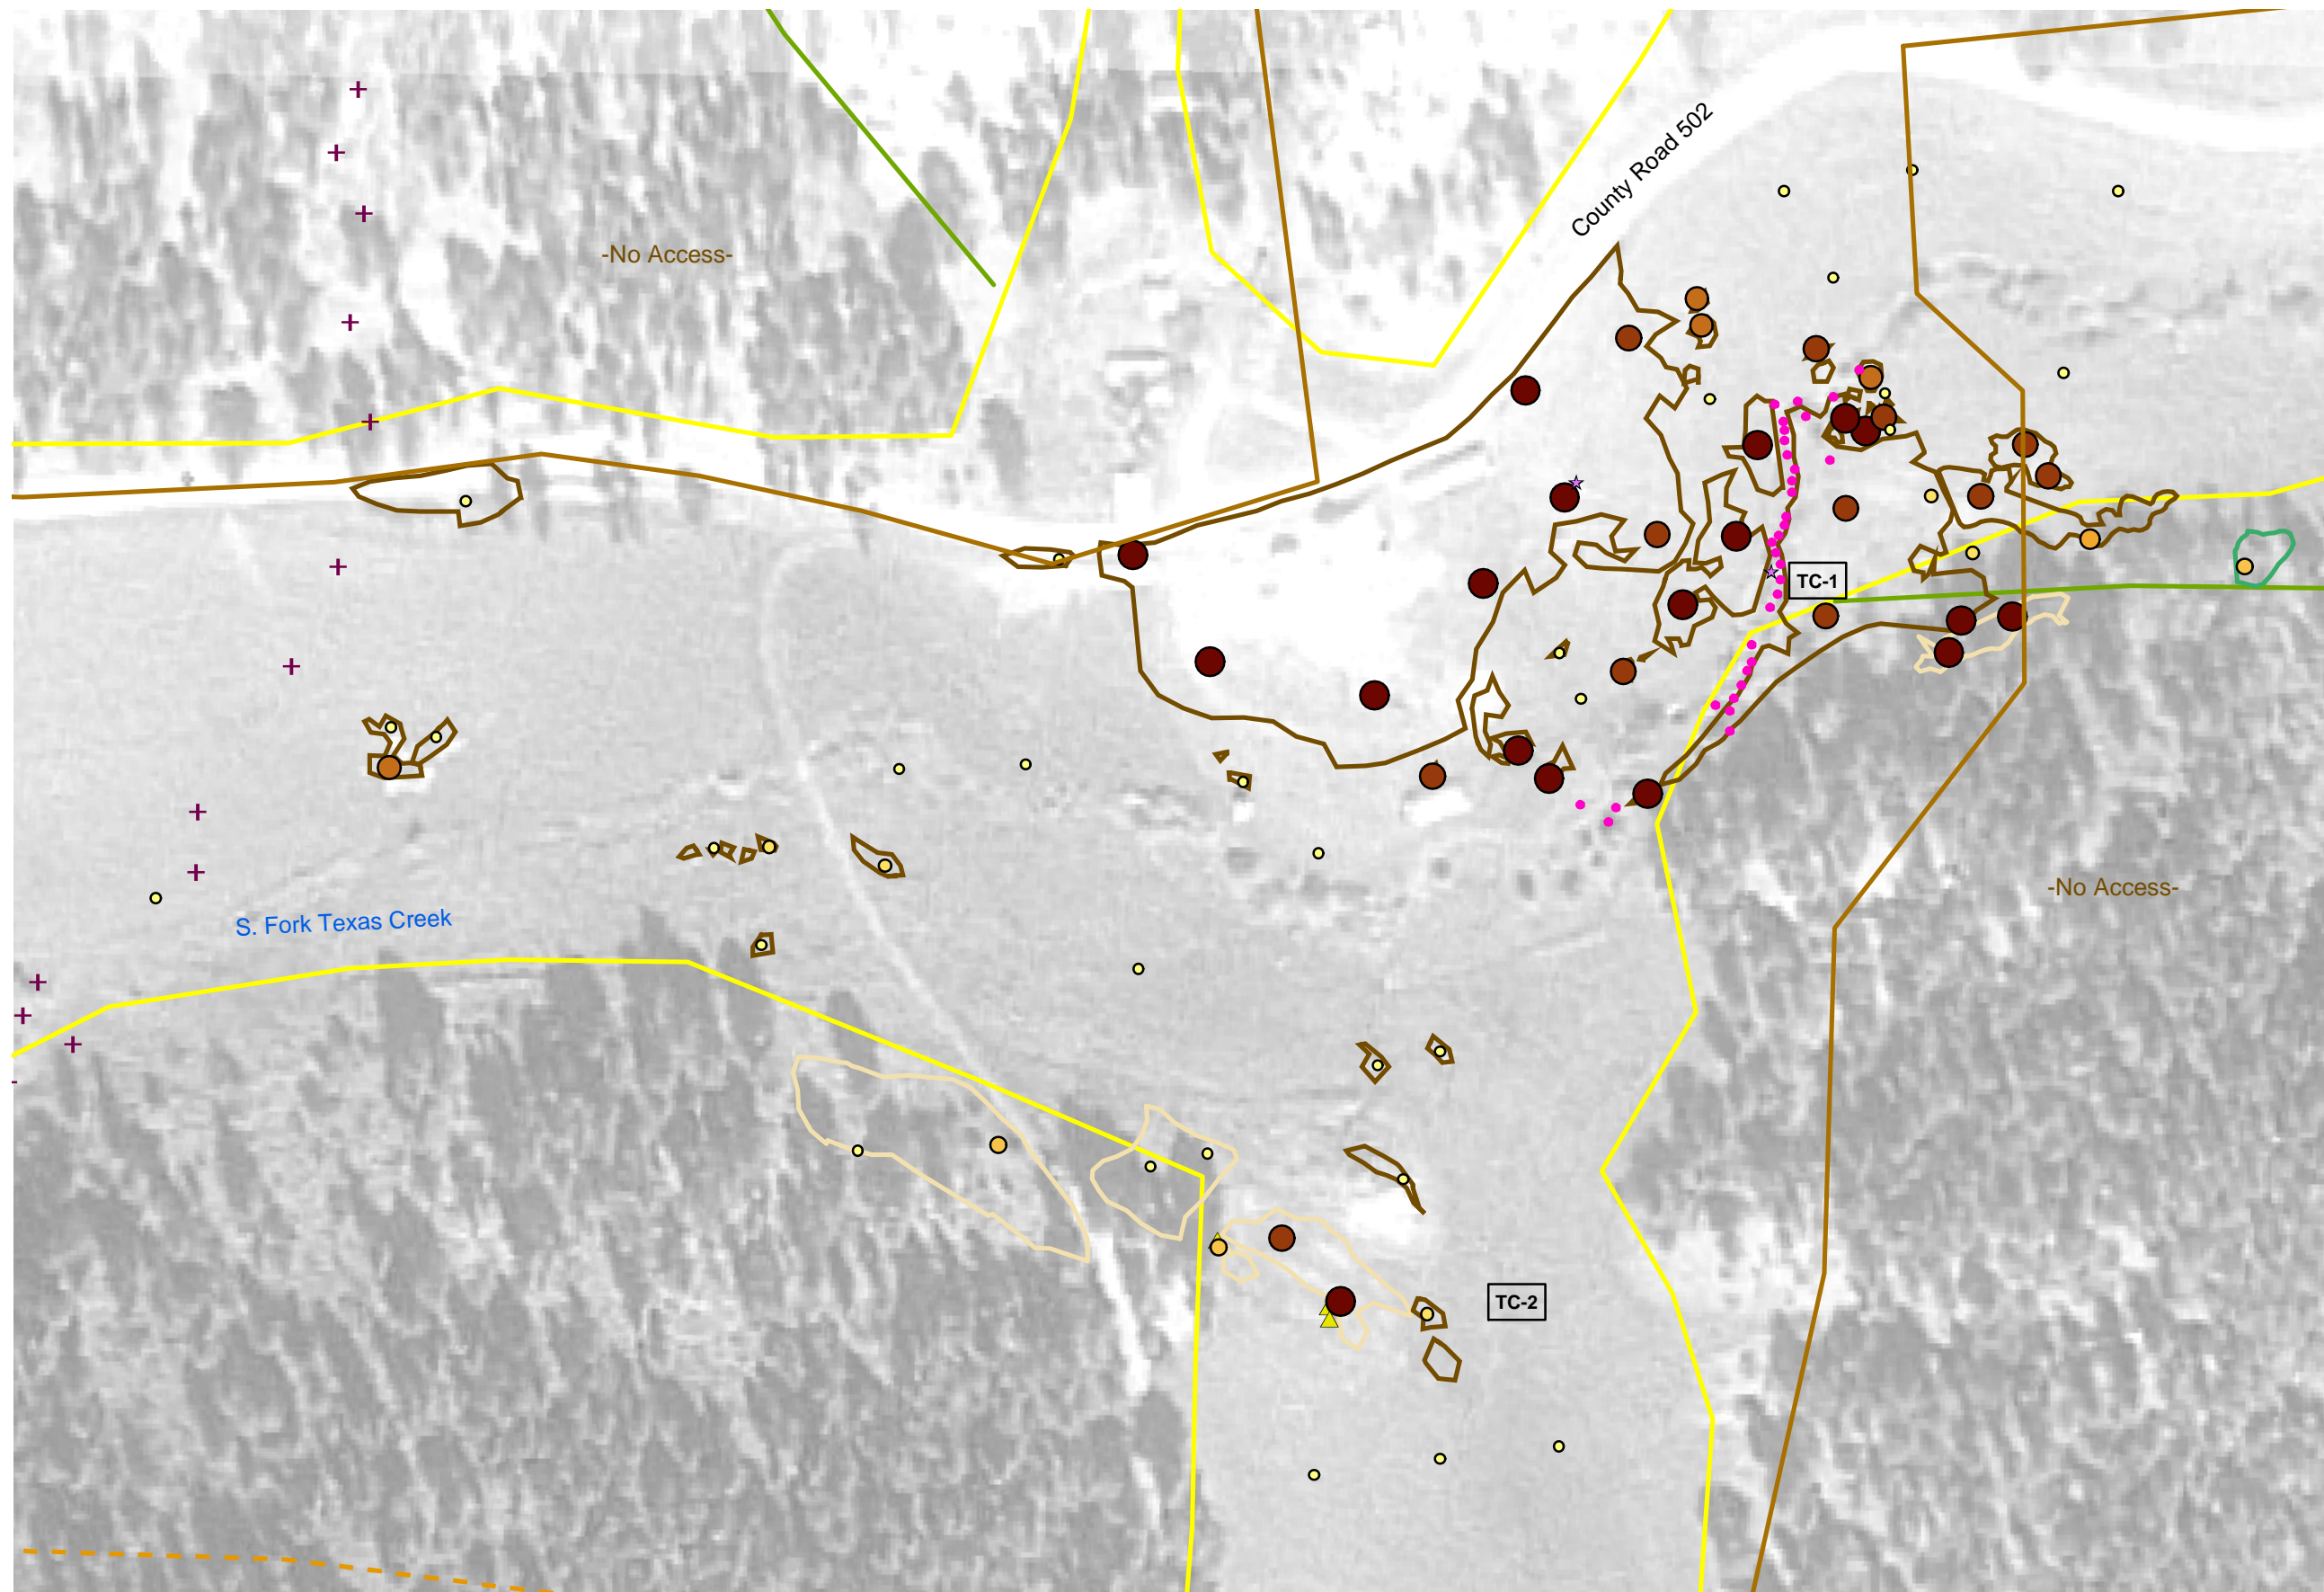 County Road 502
-No Access-
TC-1
-No Access-
S. Fork Texas Creek
TC-2